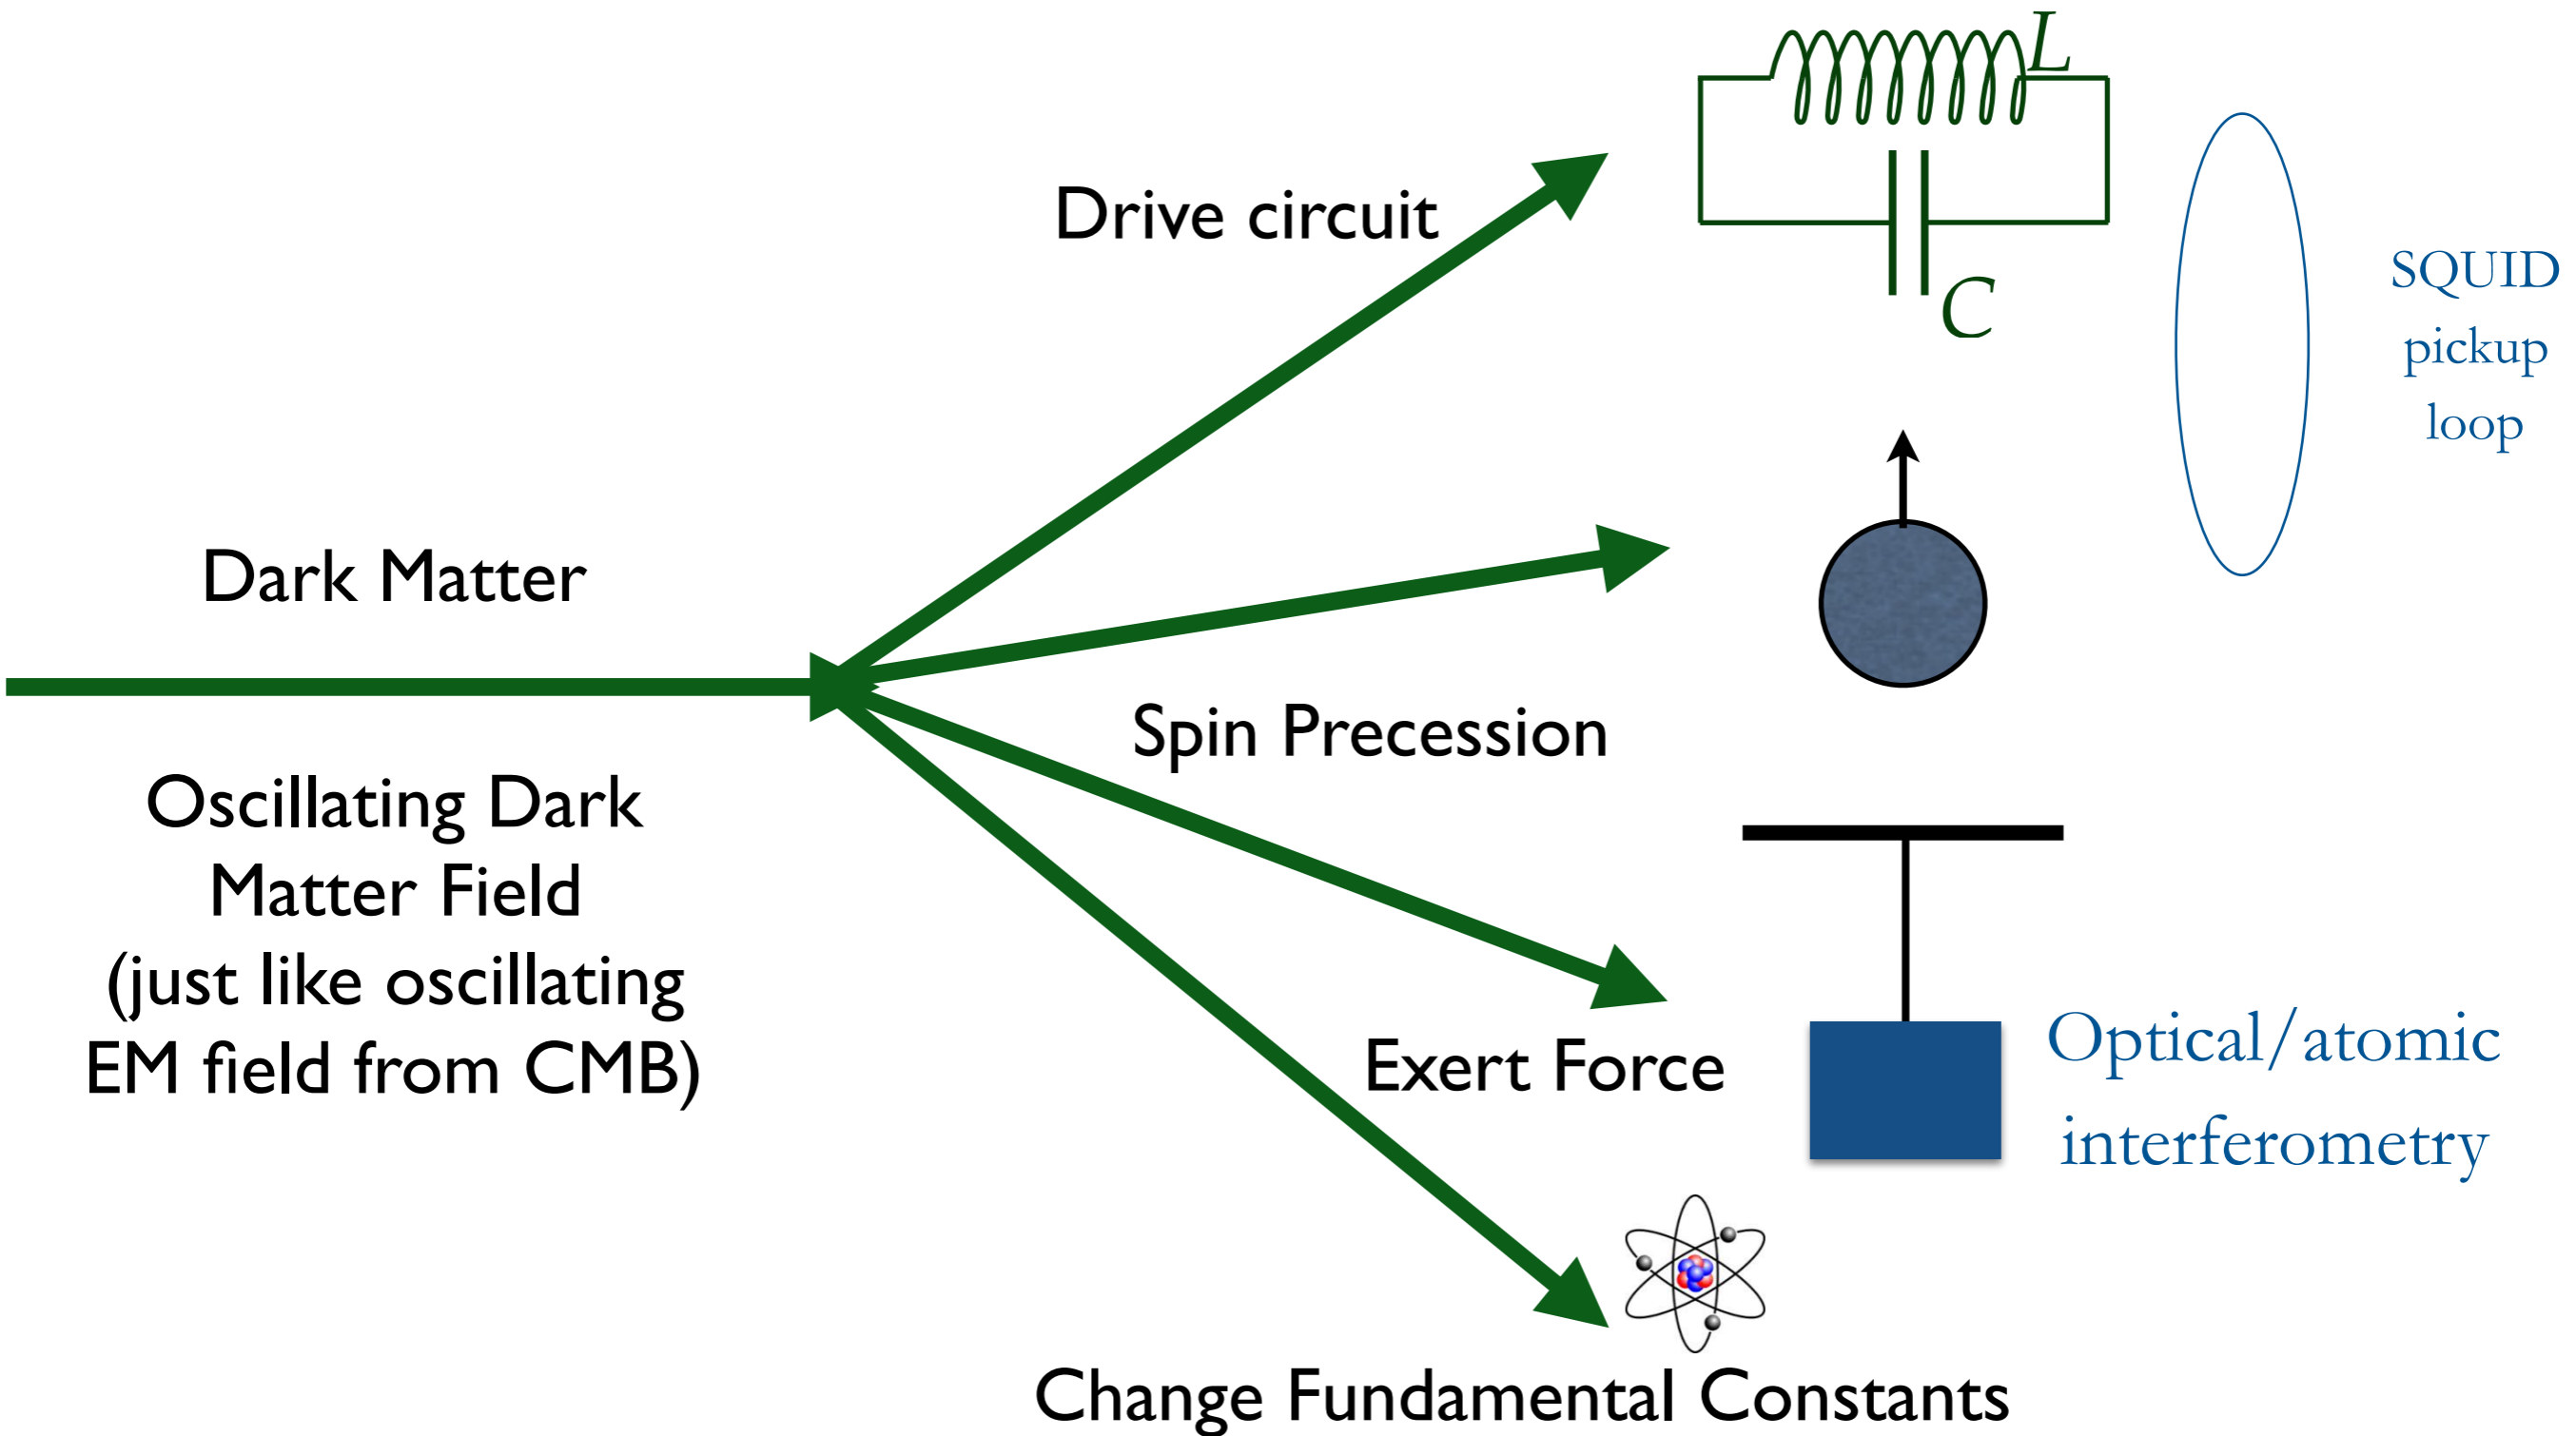 L
Drive circuit
C
SQUID
pickup
loop
Dark Matter
Spin Precession
Oscillating Dark
Matter Field
(just like oscillating
EM field from CMB)
Exert Force
Optical/atomic
interferometry
Change Fundamental Constants